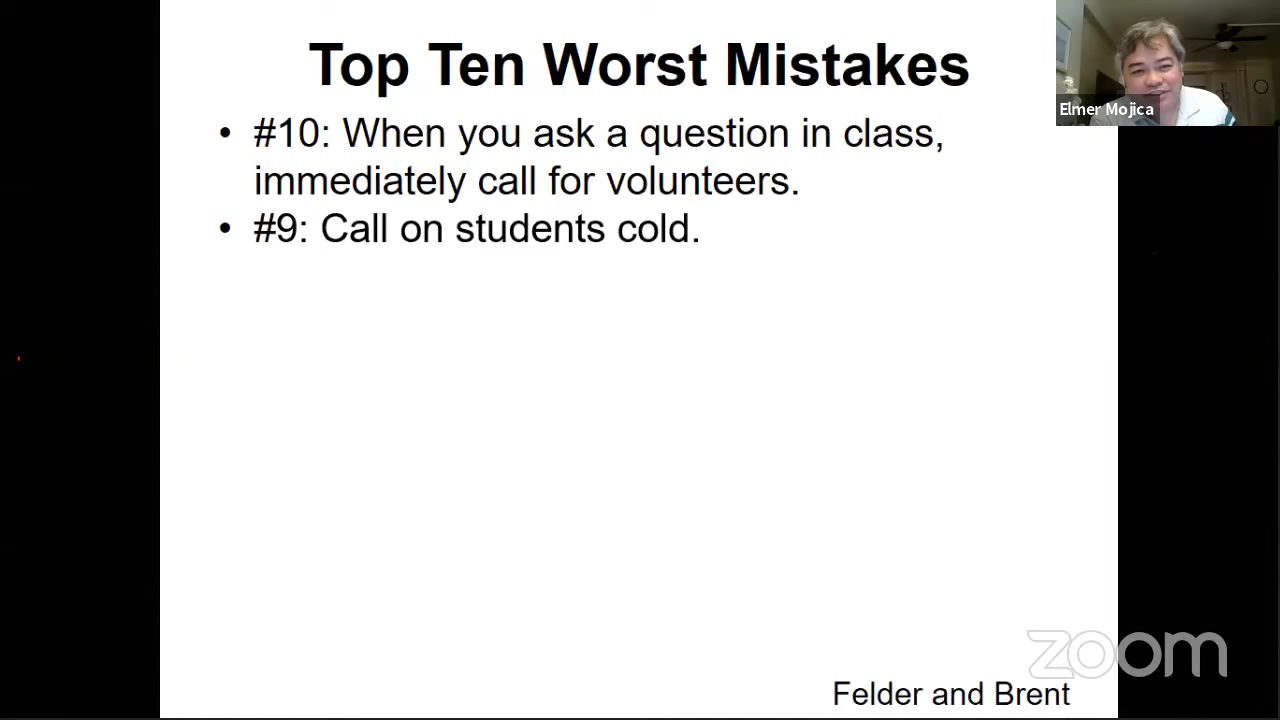 Top Ten Worst Mistakes
• #10: When you ask a question in class,
immediately call for volunteers.
• #9: Call on students cold.
Elmer Mojica
zoom
Felder and Brent